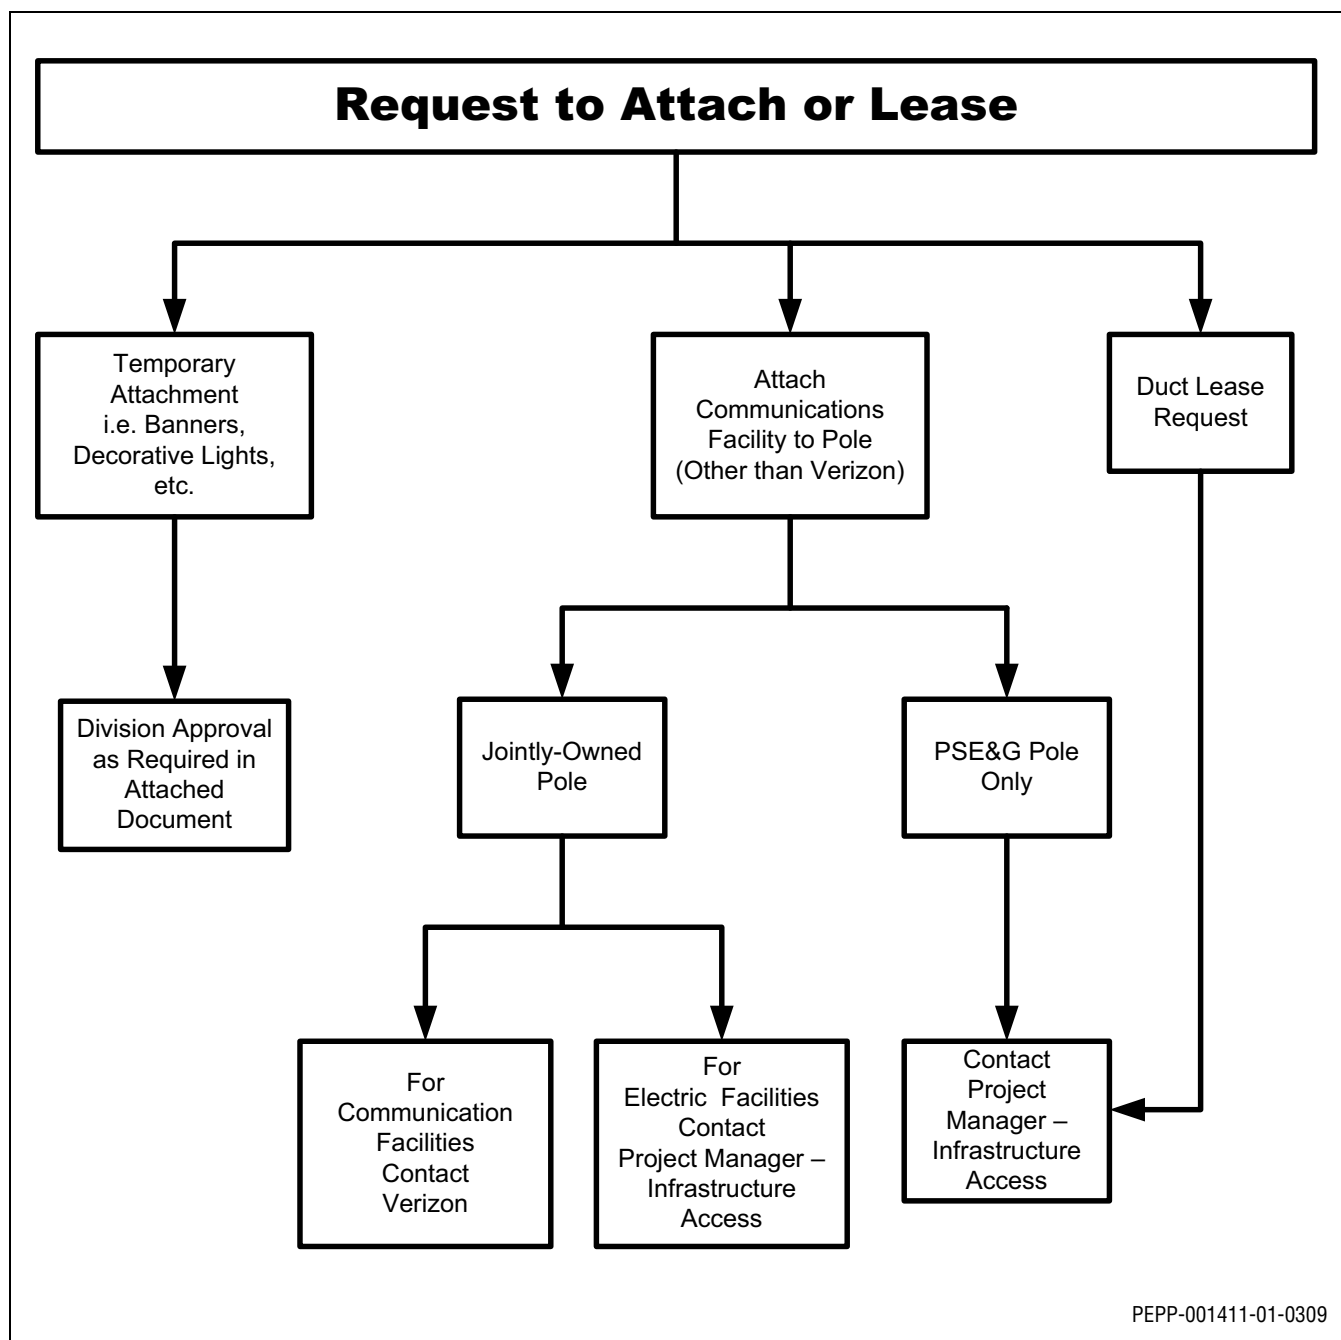 Request to Attach or Lease
Temporary
Attachment
i.e. Banners,
Decorative Lights,
etc.
Attach
Communications
Facility to Pole
(Other than Verizon)
Duct Lease
Request
Division Approval
as Required in
Attached
Document
Jointly-Owned
Pole
PSE&G Pole
Only
For
Communication
Facilities
Contact
Verizon
For
Electric Facilities
Contact
Project Manager –
Infrastructure
Access
Contact
Project
Manager –
Infrastructure
Access
PEPP-001411-01-0309